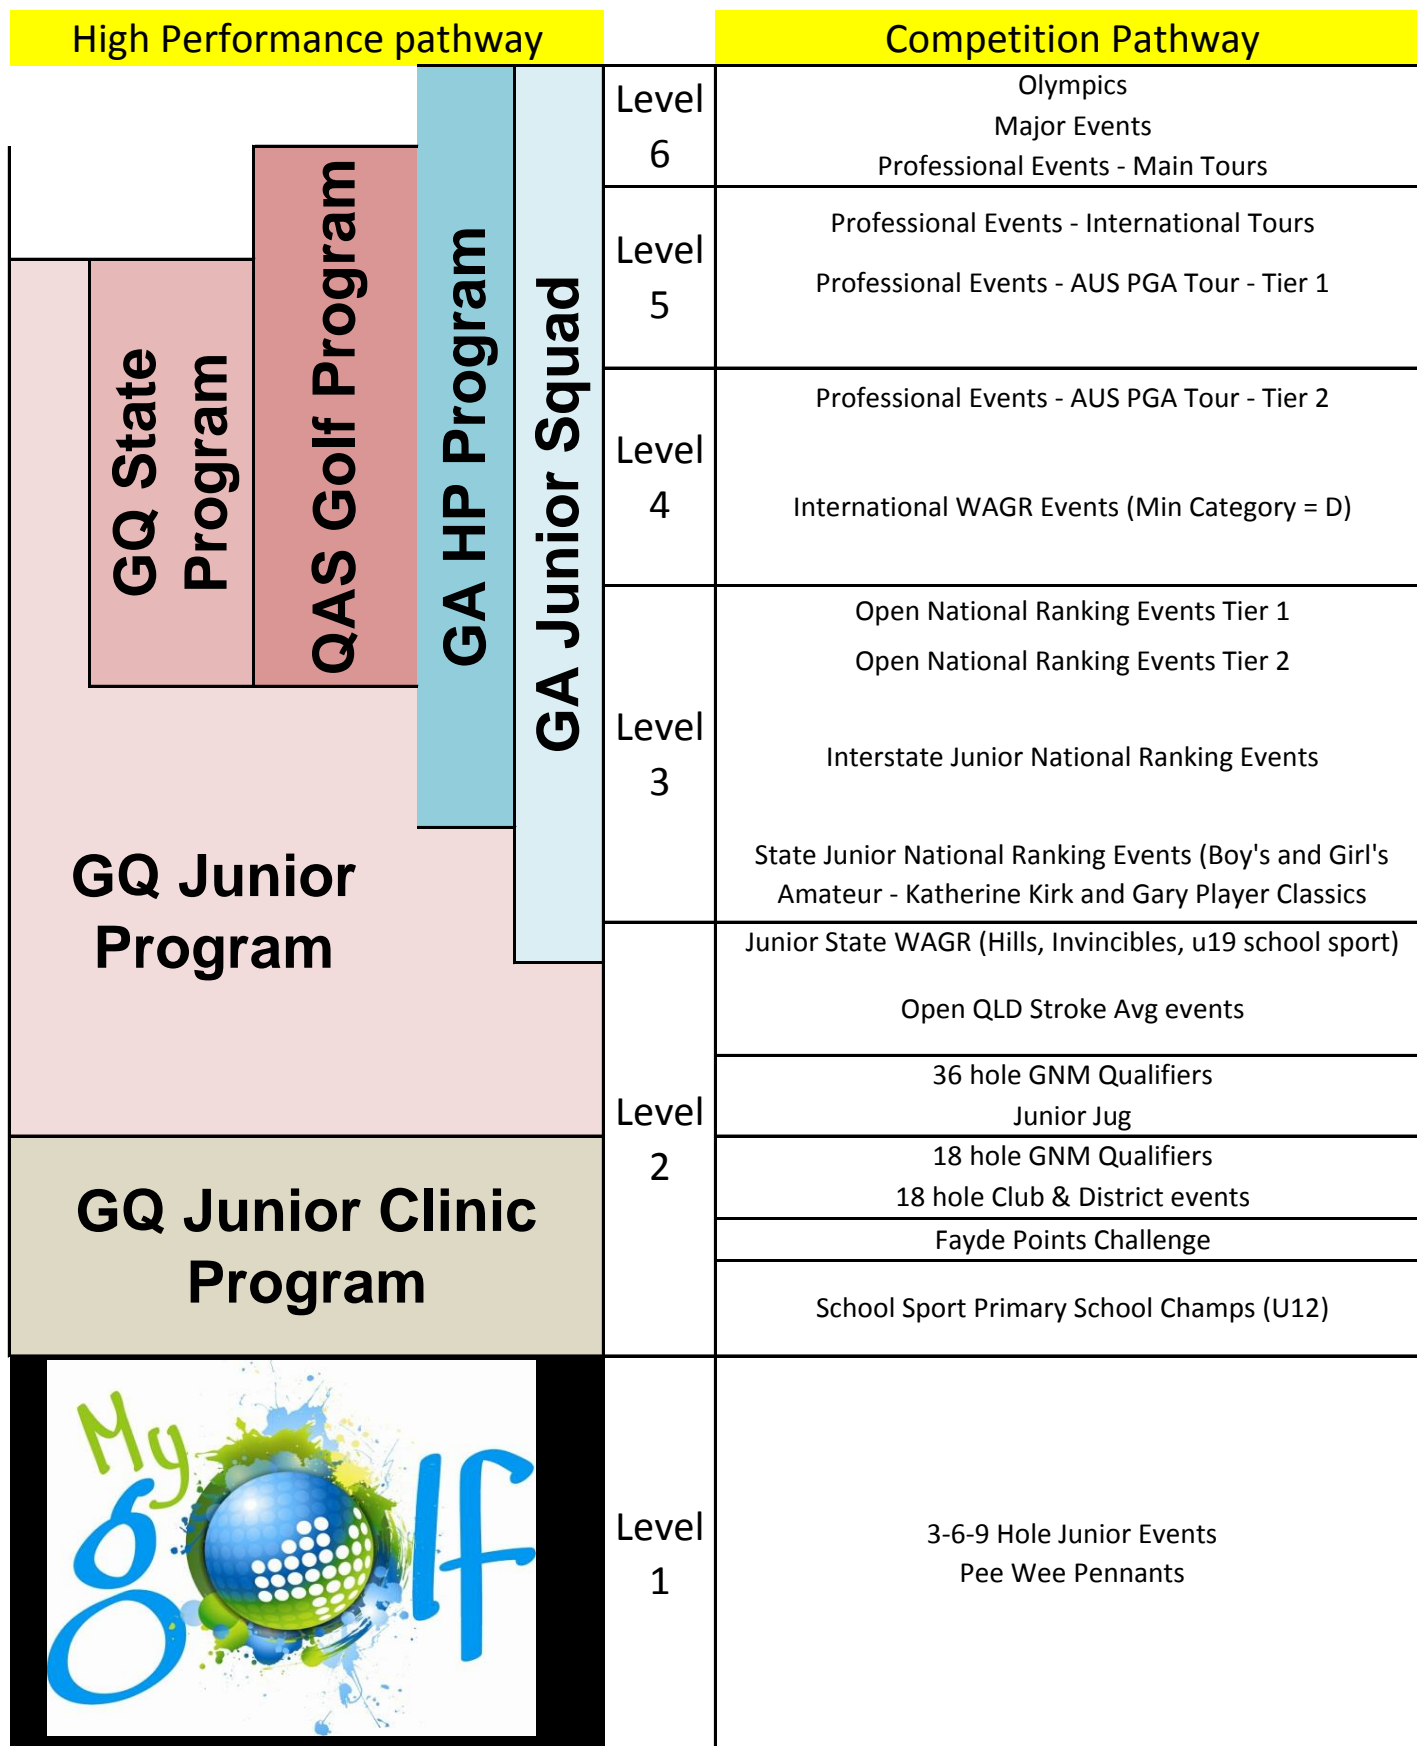 High Performance pathway
Competition Pathway
GQ State
Program
QAS Golf Program
GA HP Program
GA Junior Squad
GQ Junior
Program
GQ Junior Clinic
Program
My
golf
Level
6
Olympics
Major Events
Professional Events - Main Tours
Level
5
Professional Events - International Tours
Professional Events - AUS PGA Tour - Tier 1
Level
4
Professional Events - AUS PGA Tour - Tier 2
International WAGR Events (Min Category = D)
Level
3
Open National Ranking Events Tier 1
Open National Ranking Events Tier 2
Interstate Junior National Ranking Events
State Junior National Ranking Events (Boy's and Girl's
Amateur - Katherine Kirk and Gary Player Classics
Level
2
Junior State WAGR (Hills, Invincibles, u19 school sport)
Open QLD Stroke Avg events
36 hole GNM Qualifiers
Junior Jug
18 hole GNM Qualifiers
18 hole Club & District events
Fayde Points Challenge
School Sport Primary School Champs (U12)
Level
1
3-6-9 Hole Junior Events
Pee Wee Pennants